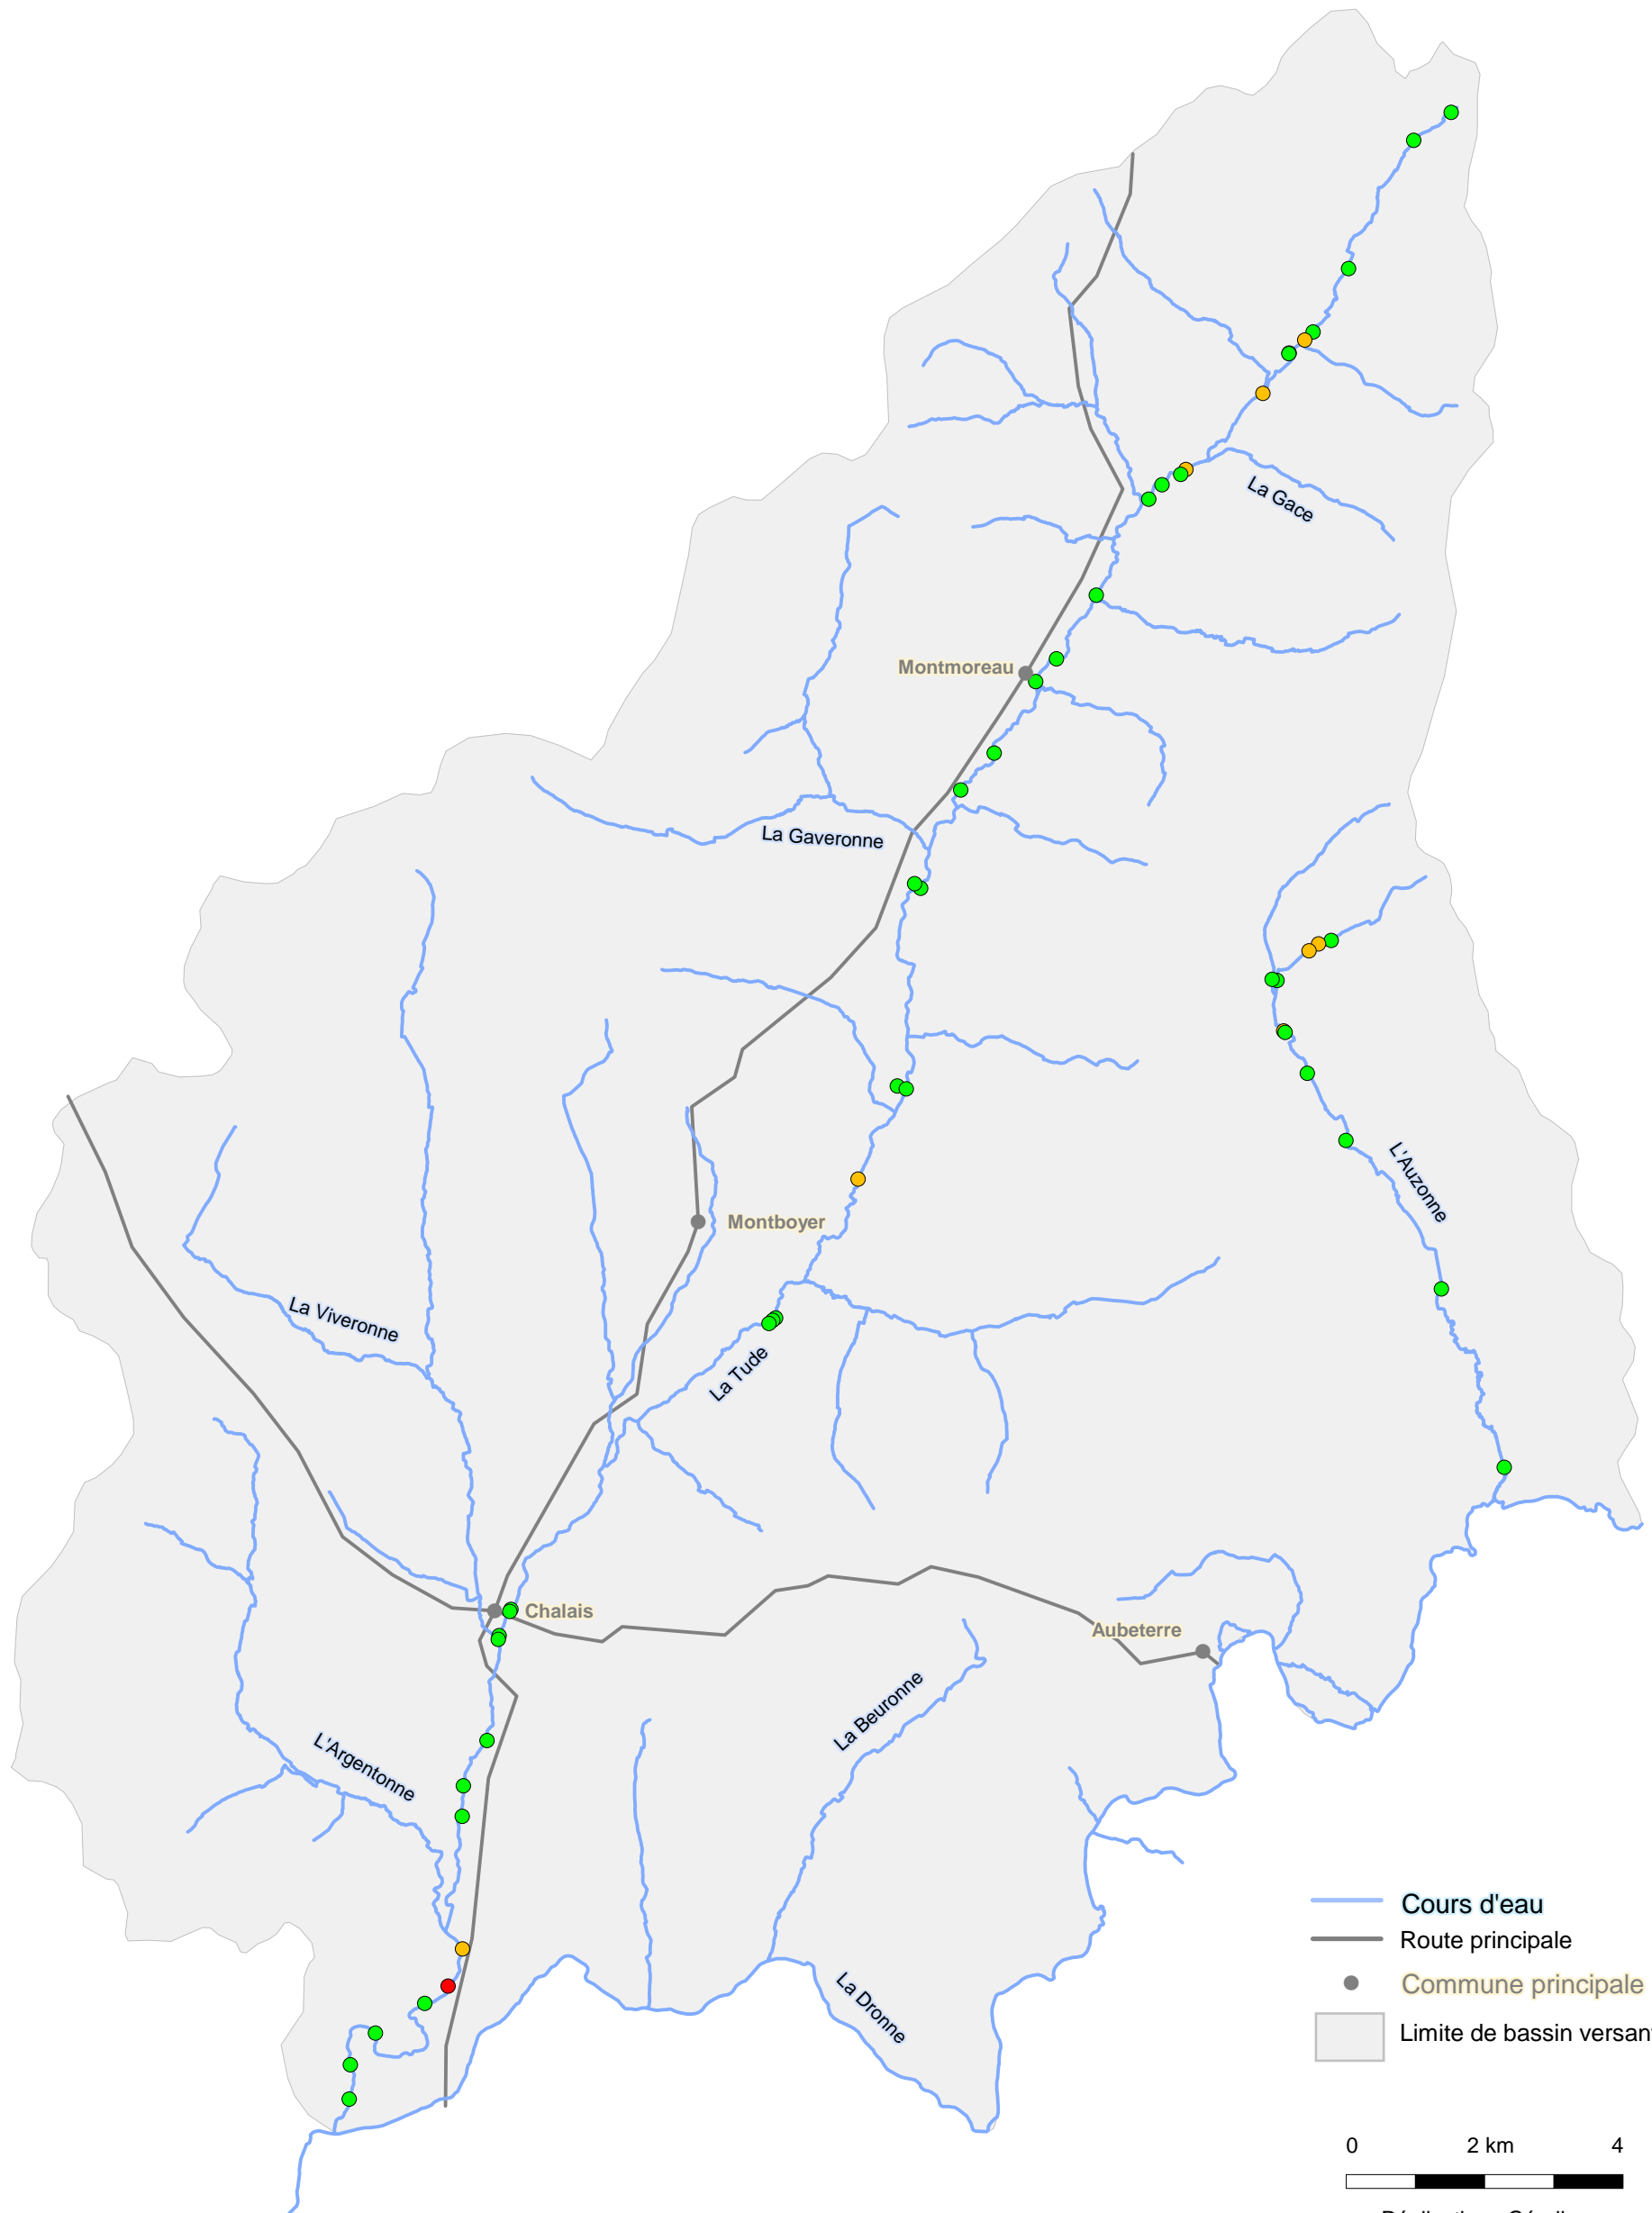 La Gace
Montmoreau
La Gaveronne
L'Auzonne
Montboyer
La Viveronne
La Tude
Chalais
Aubeterre
La Beuronne
L'Argentonne
La Dronne
Cours d'eau
Route principale
Commune principale
Limite de bassin versan
0 2 km 4